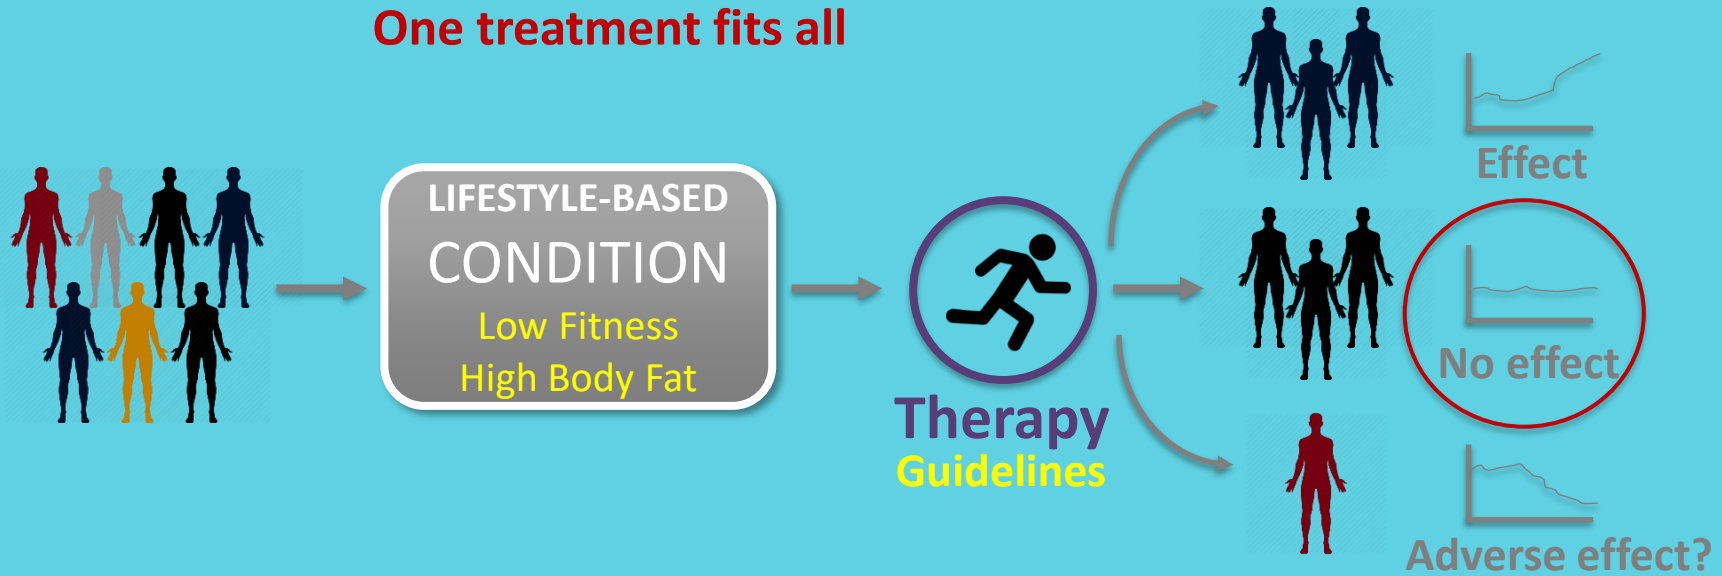 One treatment fits all
LIFESTYLE-BASED
CONDITION
Low Fitness
High Body Fat
Therapy
Guidelines
Effect
No effect
Adverse effect?